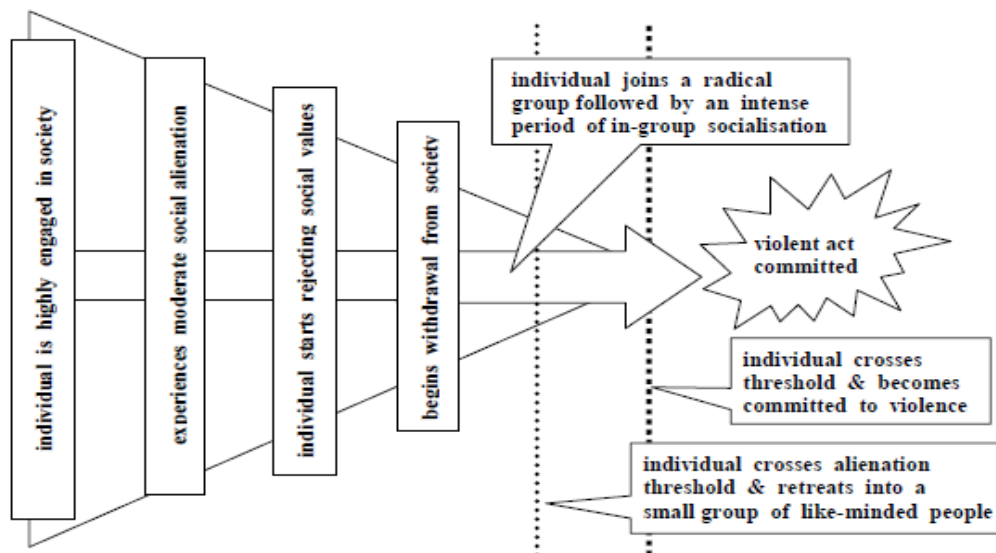 individual is highly engaged in society
experiences moderate social alienation
individual starts rejecting social values
begins withdrawal from society
individual joins a radical
group followed by an intense
period of in-group socialisation
violent act
committed
individual crosses
threshold & becomes
committed to violence
individual crosses alienation
threshold & retreats into a
small group of like-minded people